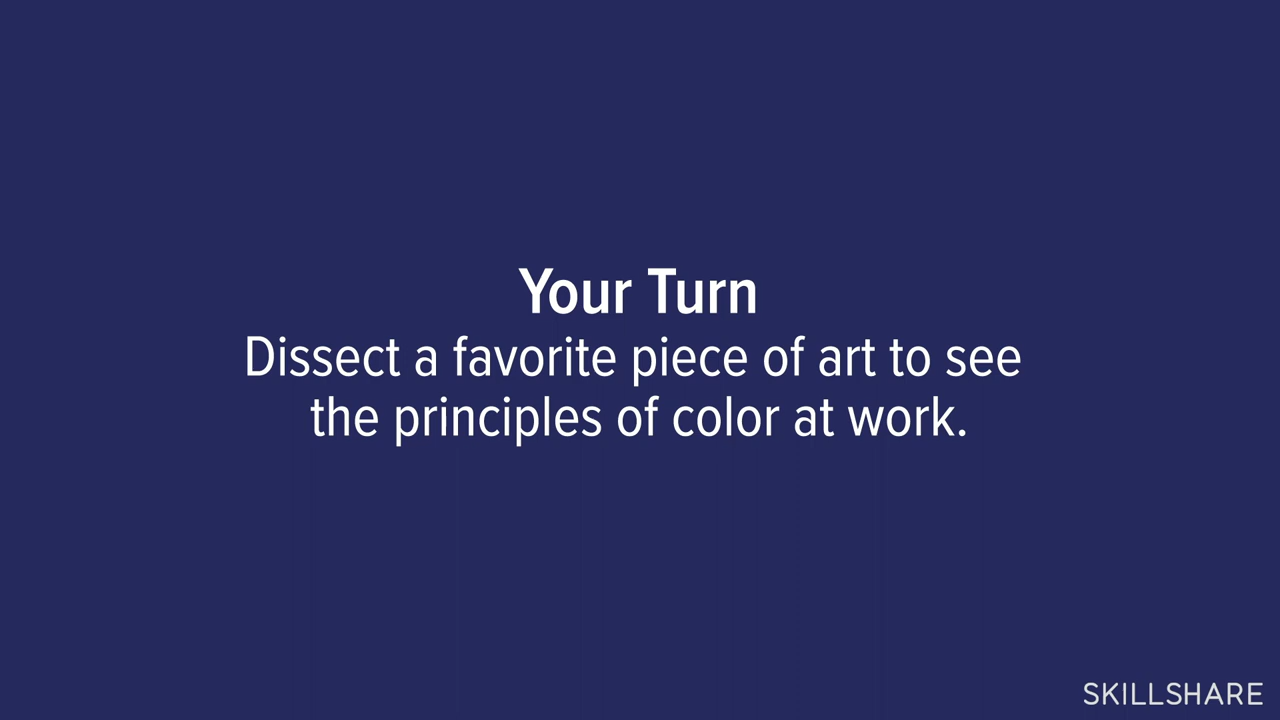 Your Turn
Dissect a favorite piece of art to see
the principles of color at work.
SKILLSHARE